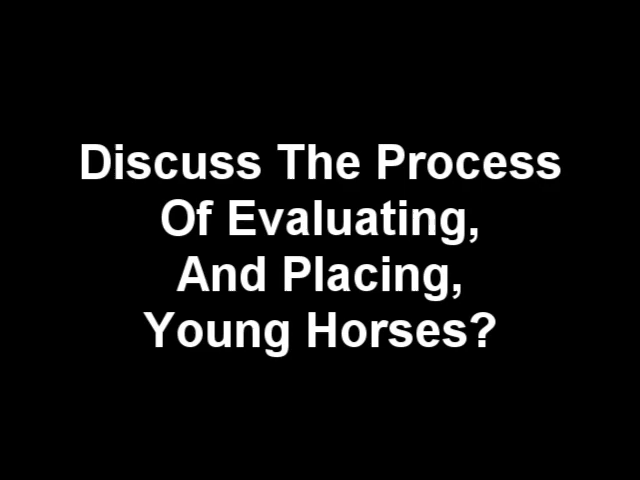 Discuss The Process
Of Evaluating,
And Placing,
Young Horses?